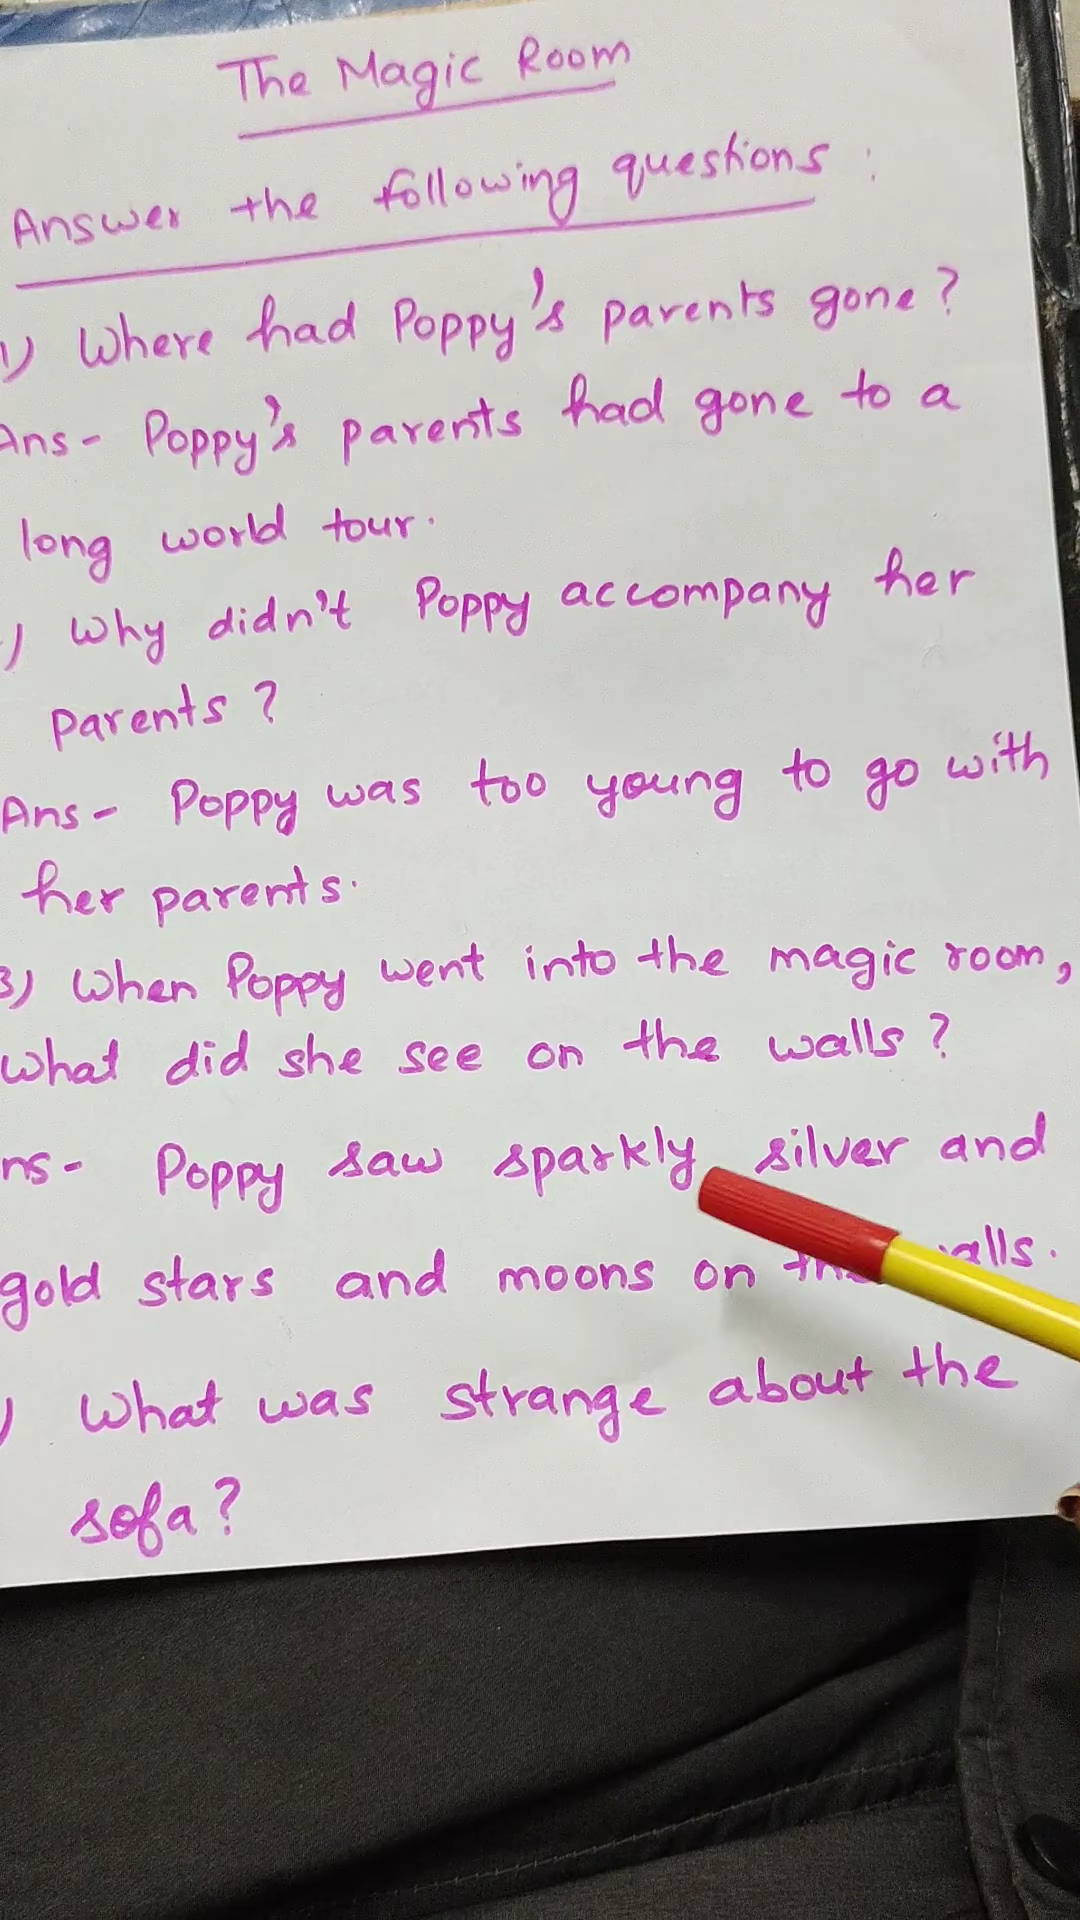 The Magic Room
Answer the following questions :
1) Where had Poppy's parents gone?
Ans- Poppy's parents had gone to a
long world tour.
) Why didn't Poppy accompany her
parents?
Ans- Poppy was too young to go with
her parents.
3) When Poppy went into the magic room,
what did she see on the walls?
ns- Poppy saw sparkly silver and
gold stars and moons on
) What was strange about the
sofa?